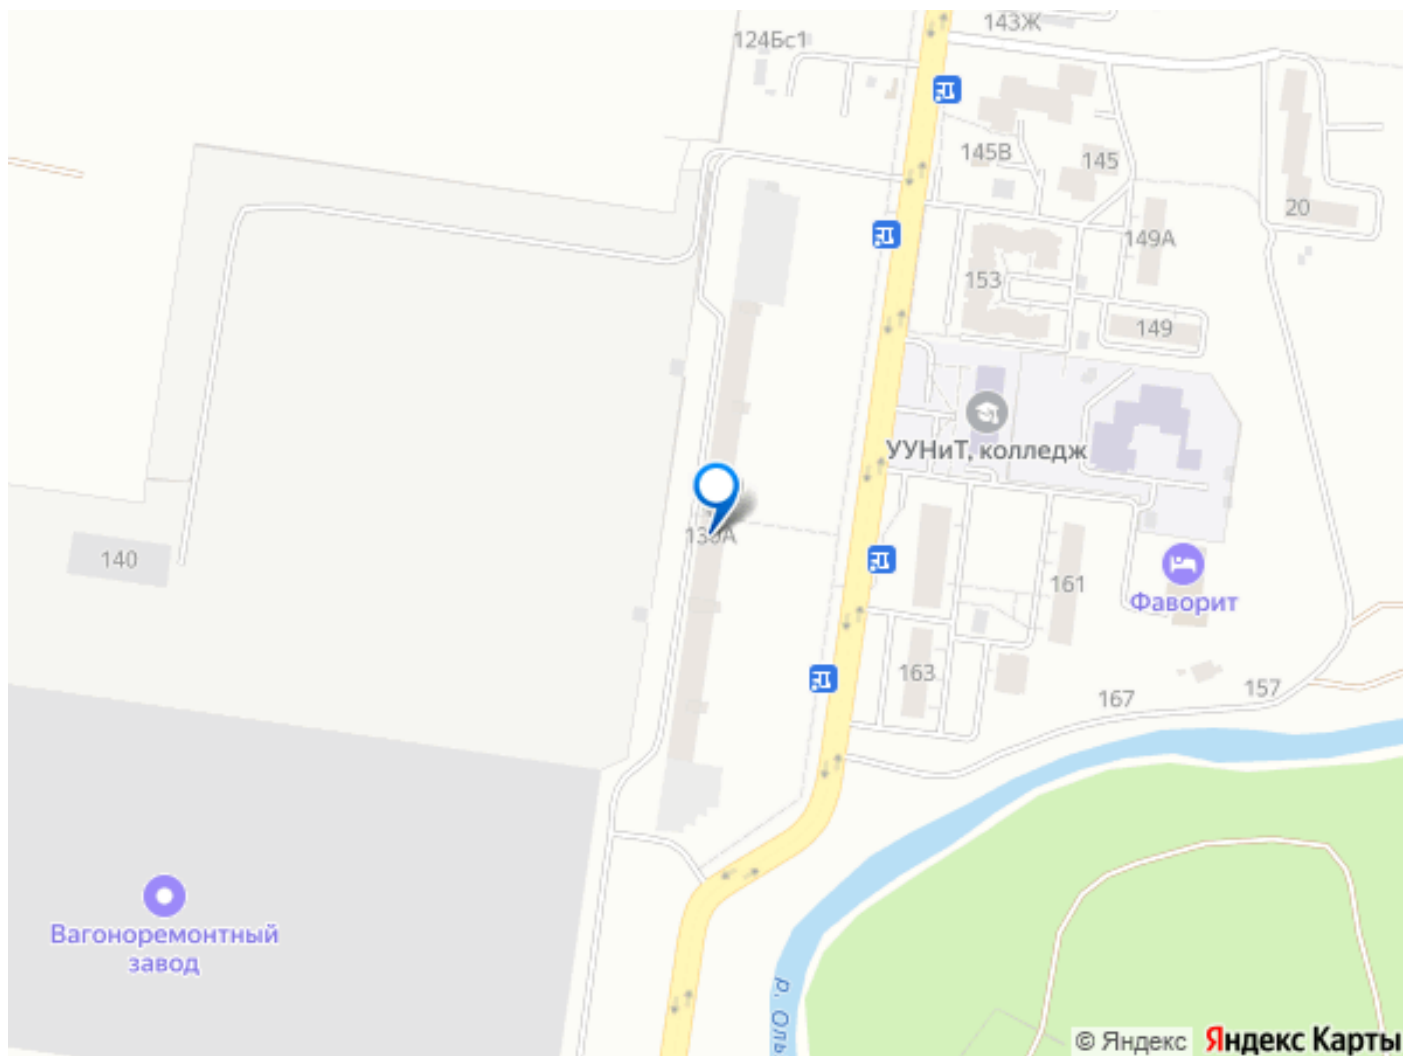 143Ж
124Бс1
145В
145
20
149А
153
149
УУНиТ, колледж
140
161
Фаворит
163
167
157
Вагоноремонтный
завод
р. Оль
© Яндекс Яндекс Карты